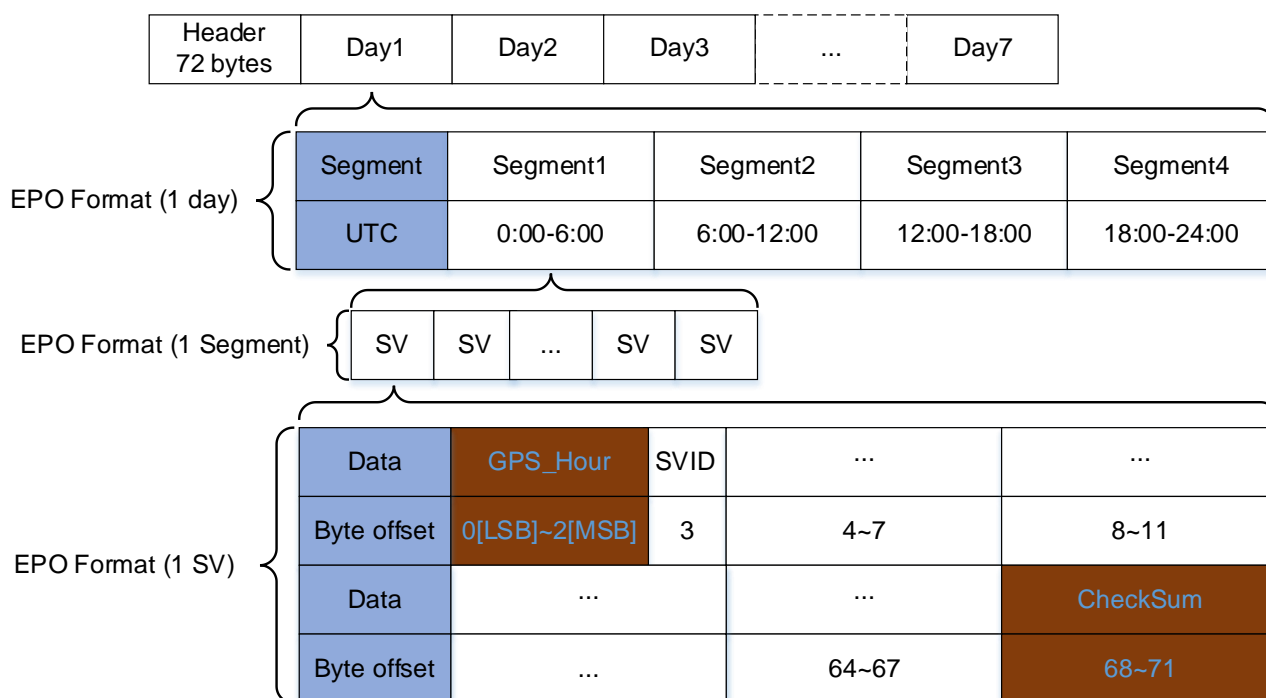 Header
72 bytes
Day1
Day2
Day3
...
Day7
EPO Format (1 day)
Segment
Segment1
Segment2
Segment3
Segment4
UTC
0:00-6:00
6:00-12:00
12:00-18:00
18:00-24:00
EPO Format (1 Segment)
SV
SV
...
SV
SV
EPO Format (1 SV)
Data
GPS_Hour
SVID
...
...
Byte offset
0[LSB]~2[MSB]
3
4~7
8~11
Data
...
...
CheckSum
Byte offset
...
64~67
68~71